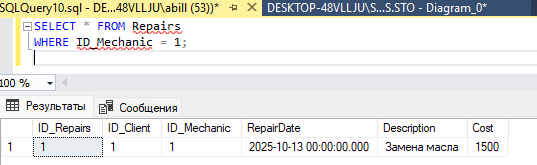 SQLQuery10.sql - DE...48VLLJU\abill (53))* DESKTOP-48VLLJU\S...S.STO - Diagram_0*
SELECT * FROM Repairs
WHERE ID_Mechanic = 1;
100 %
Результаты Сообщения
ID_Repairs ID_Client ID_Mechanic RepairDate Description Cost
1 1 1 1 2025-10-13 00:00:00.000 Замена масла 1500